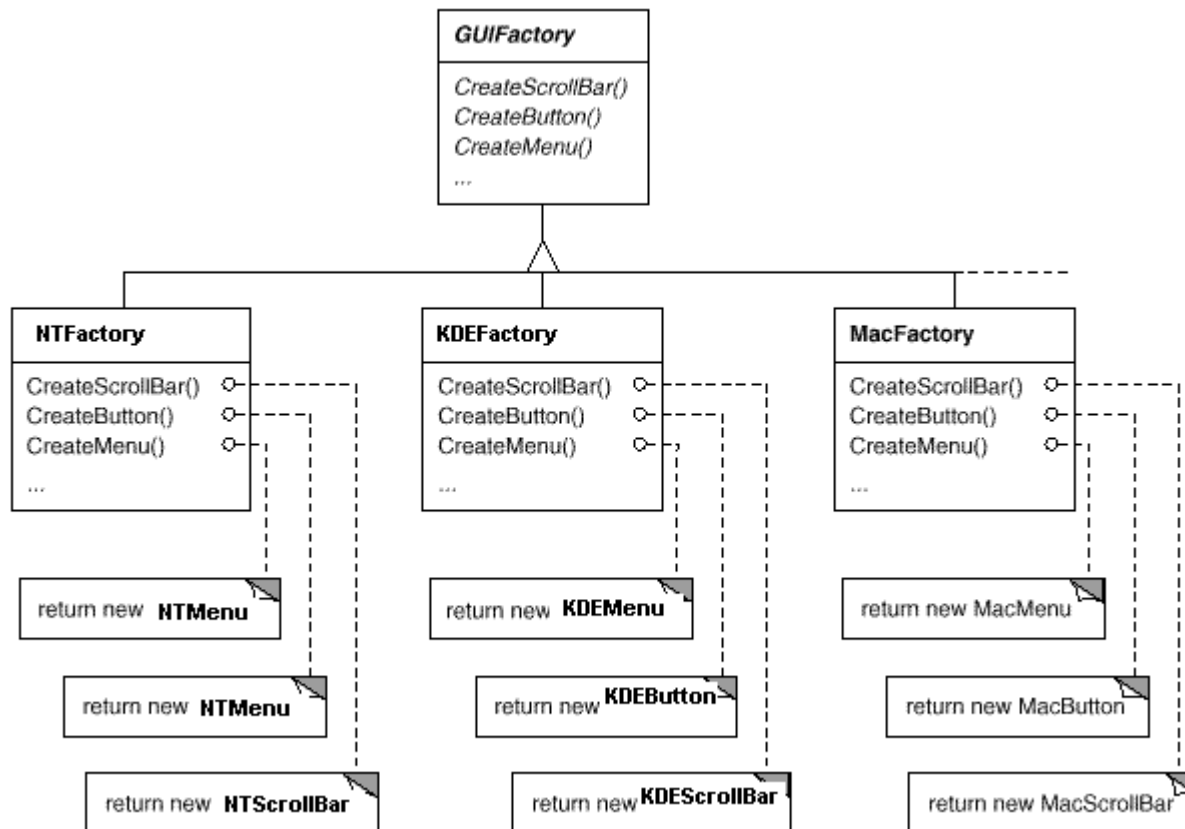 GUIFactory
CreateScrollBar()
CreateButton()
CreateMenu()
...
NTFactory
CreateScrollBar()
CreateButton()
CreateMenu()
...
KDEFactory
CreateScrollBar()
CreateButton()
CreateMenu()
...
MacFactory
CreateScrollBar()
CreateButton()
CreateMenu()
...
return new NTMenu
return new KDEMenu
return new MacMenu
return new NTMenu
return new KDEButton
return new MacButton
return new NTScrollBar
return new KDEScrollBar
return new MacScrollBar